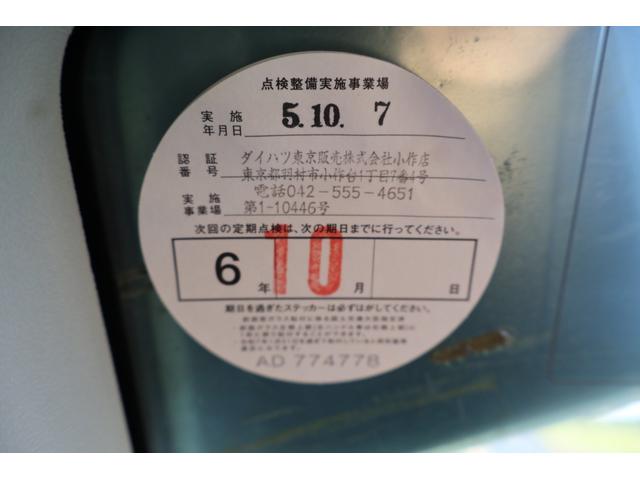 点検整備実施事業場
実施
年月日
5.10. 7
認証
番号
ダイハツ東京販売株式会社小作店
東京都羽村市小作台1丁目7番4号
電話042-555-4651
実施
事業場
第1-10446号
次回の定期点検は、次の期日までに行ってください。
6年 10月 日
期日を過ぎたステッカーは必ずはがしてください。
AD 774778